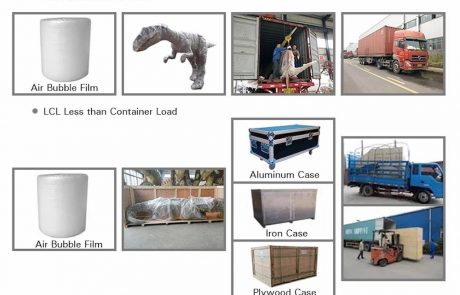 Air Bubble Film
● LCL Less than Container Load
Aluminum Case
Iron Case
Air Bubble Film
Plywood Case